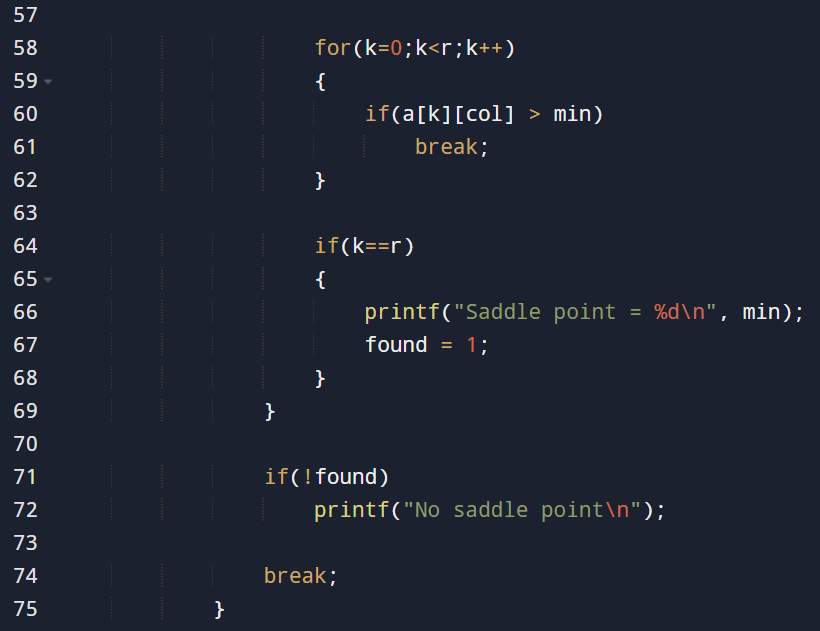 57
58 for(k=0;k<r;k++)
59 {
60 if(a[k][col] > min)
61 break;
62 }
63
64 if(k==r)
65 {
66 printf("Saddle point = %d\n", min);
67 found = 1;
68 }
69 }
70
71 if(!found)
72 printf("No saddle point\n");
73
74 break;
75 }